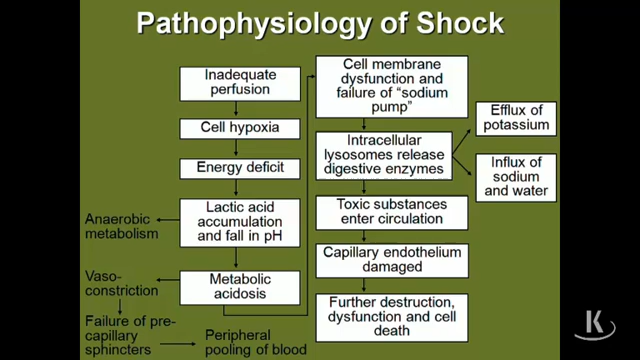 Pathophysiology of Shock
Inadequate
perfusion
Cell hypoxia
Energy deficit
Lactic acid
accumulation
and fall in pH
Anaerobic
metabolism
Metabolic
acidosis
Vaso-
constriction
Failure of pre-
capillary
sphincters
Peripheral
pooling of blood
Cell membrane
dysfunction and
failure of “sodium
pump”
Intracellular
lysosomes release
digestive enzymes
Efflux of
potassium
Influx of
sodium
and water
Toxic substances
enter circulation
Capillary endothelium
damaged
Further destruction,
dysfunction and cell
death
K